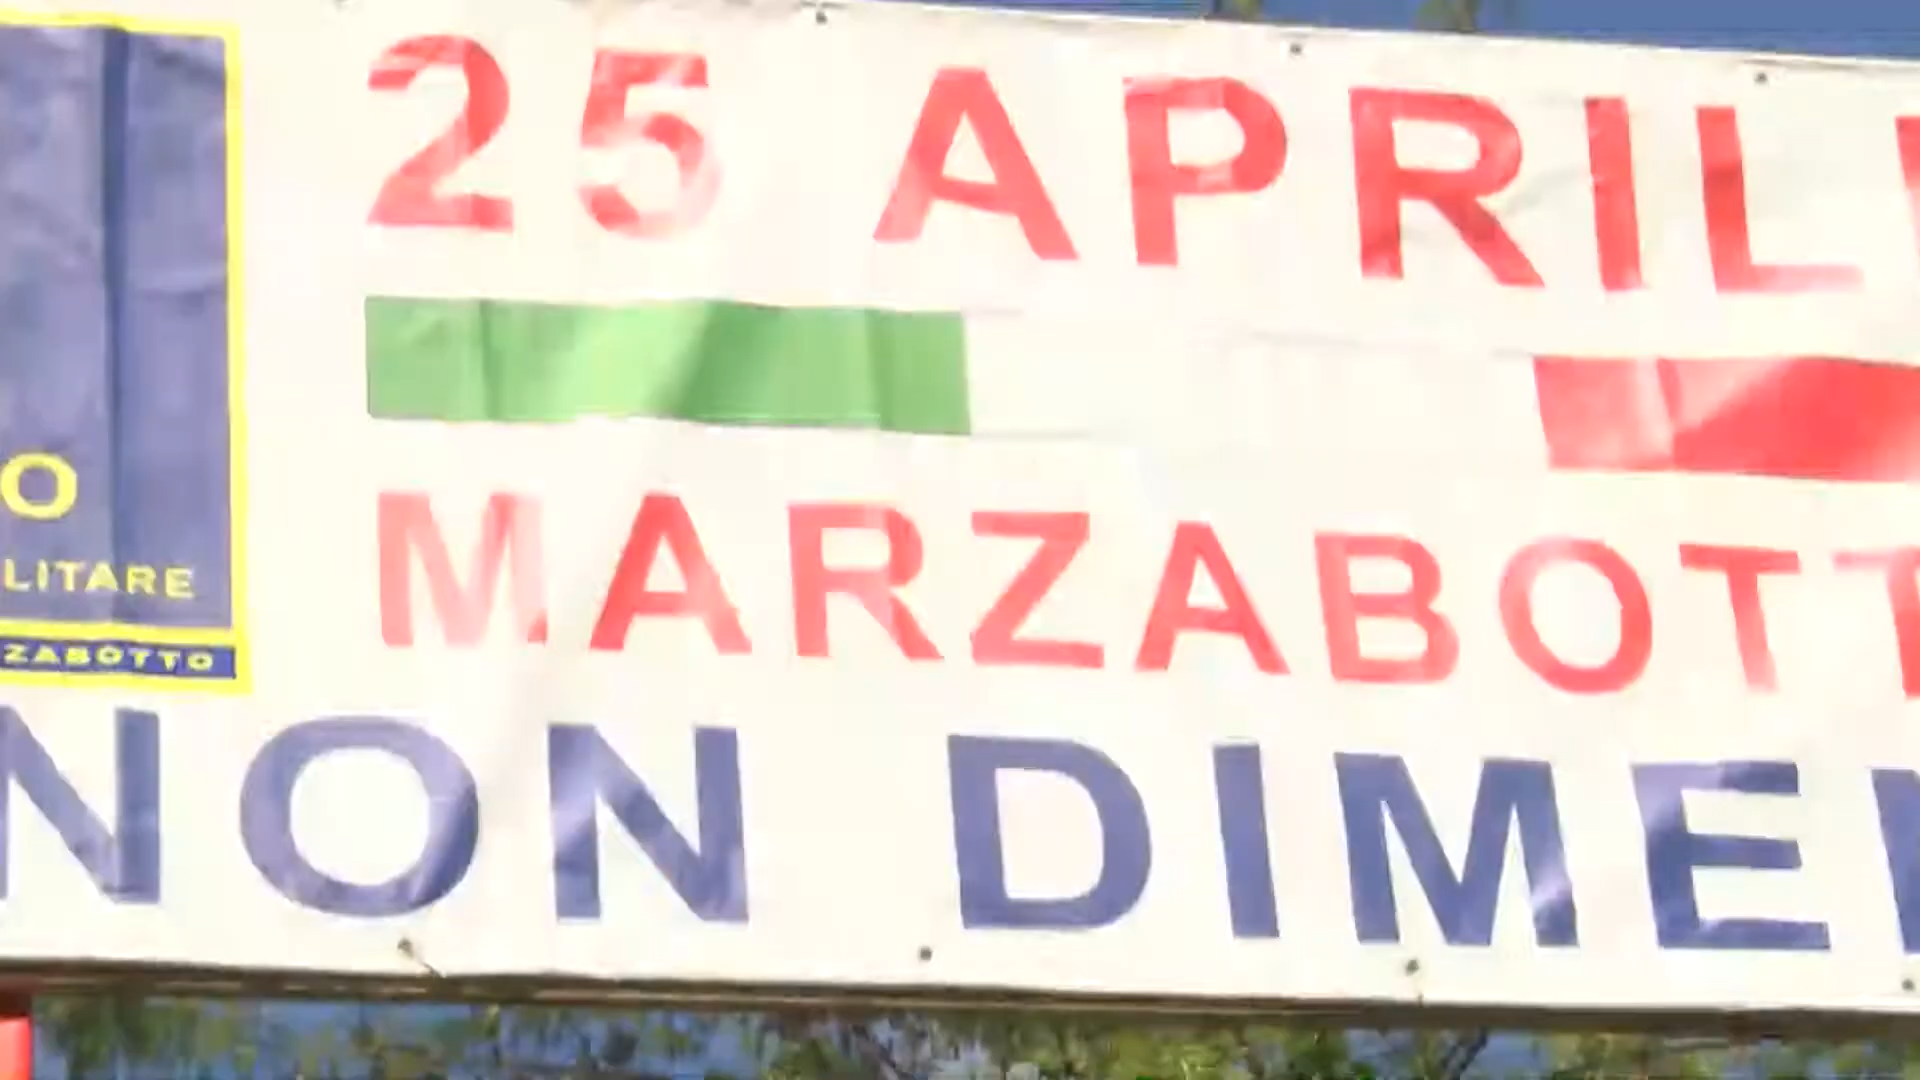 25 APRIL
MARZABOTT
O
LITARE
ZABOTTO
NON DIME